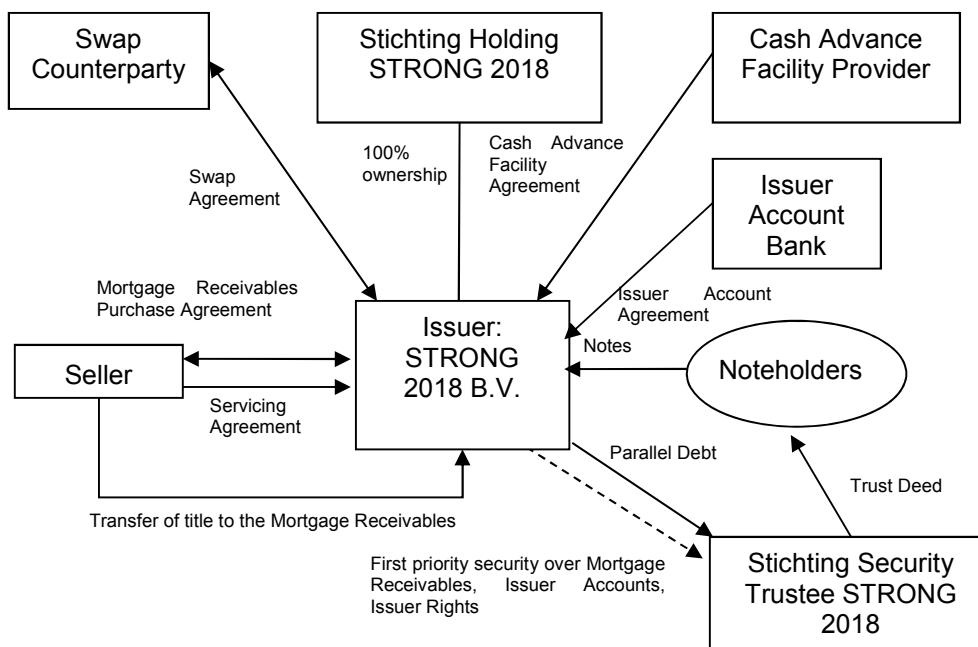 Swap
Counterparty
Stichting Holding
STRONG 2018
Cash Advance
Facility Provider
100%
ownership
Cash Advance
Facility
Agreement
Swap
Agreement
Issuer
Account
Bank
Mortgage Receivables
Purchase Agreement
Issuer Account
Agreement
Issuer:
STRONG
2018 B.V.
Notes
Seller
Noteholders
Servicing
Agreement
Parallel Debt
Trust Deed
Transfer of title to the Mortgage Receivables
First priority security over Mortgage
Receivables, Issuer Accounts,
Issuer Rights
Stichting Security
Trustee STRONG
2018